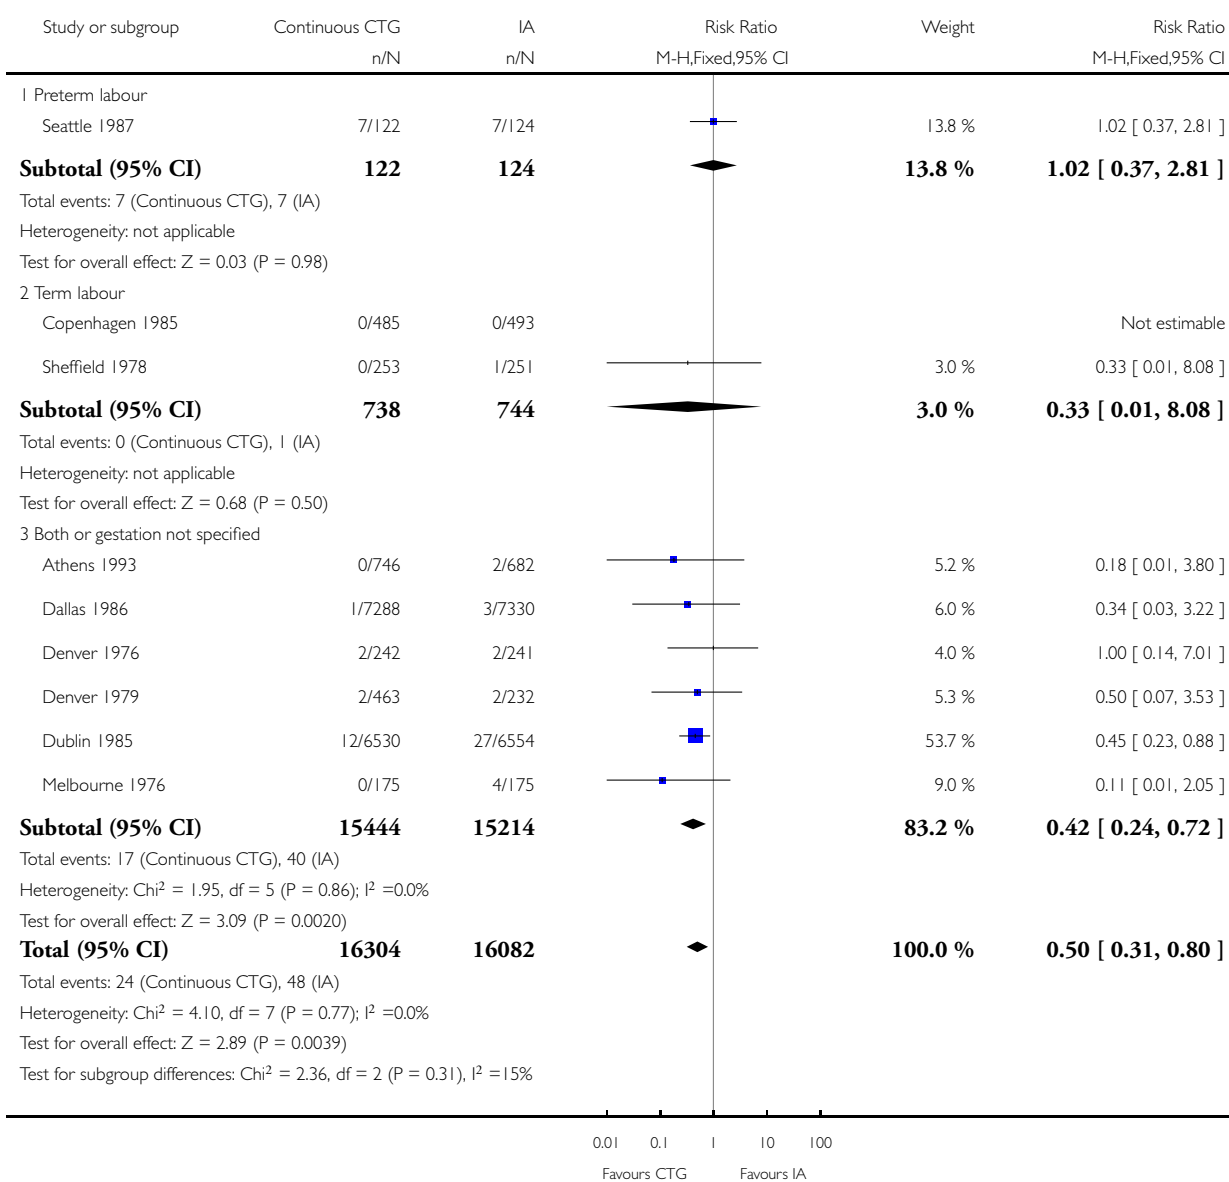 Study or subgroup Continuous CTG IA Risk Ratio Weight Risk Ratio
n/N n/N M-H,Fixed,95% CI M-H,Fixed,95% CI
1 Preterm labour
Seattle 1987 7/122 7/124 13.8 % 1.02 [ 0.37, 2.81 ]
Subtotal (95% CI) 122 124 13.8 % 1.02 [ 0.37, 2.81 ]
Total events: 7 (Continuous CTG), 7 (IA)
Heterogeneity: not applicable
Test for overall effect: Z = 0.03 (P = 0.98)
2 Term labour
Copenhagen 1985 0/485 0/493 Not estimable
Sheffield 1978 0/253 1/251 3.0 % 0.33 [ 0.01, 8.08 ]
Subtotal (95% CI) 738 744 3.0 % 0.33 [ 0.01, 8.08 ]
Total events: 0 (Continuous CTG), 1 (IA)
Heterogeneity: not applicable
Test for overall effect: Z = 0.68 (P = 0.50)
3 Both or gestation not specified
Athens 1993 0/746 2/682 5.2 % 0.18 [ 0.01, 3.80 ]
Dallas 1986 1/7288 3/7330 6.0 % 0.34 [ 0.03, 3.22 ]
Denver 1976 2/242 2/241 4.0 % 1.00 [ 0.14, 7.01 ]
Denver 1979 2/463 2/232 5.3 % 0.50 [ 0.07, 3.53 ]
Dublin 1985 12/6530 27/6554 53.7 % 0.45 [ 0.23, 0.88 ]
Melbourne 1976 0/175 4/175 9.0 % 0.11 [ 0.01, 2.05 ]
Subtotal (95% CI) 15444 15214 83.2 % 0.42 [ 0.24, 0.72 ]
Total events: 17 (Continuous CTG), 40 (IA)
Heterogeneity: Chi² = 1.95, df = 5 (P = 0.86); I² =0.0%
Test for overall effect: Z = 3.09 (P = 0.0020)
Total (95% CI) 16304 16082 100.0 % 0.50 [ 0.31, 0.80 ]
Total events: 24 (Continuous CTG), 48 (IA)
Heterogeneity: Chi² = 4.10, df = 7 (P = 0.77); I² =0.0%
Test for overall effect: Z = 2.89 (P = 0.0039)
Test for subgroup differences: Chi² = 2.36, df = 2 (P = 0.31), I² =15%
0.01 0.1 1 10 100
Favours CTG Favours IA